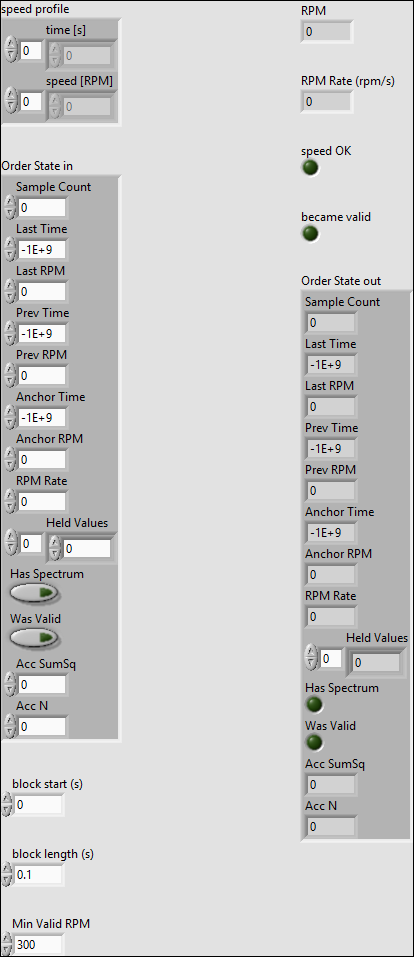 speed profile
time [s]
0
0
speed [RPM]
0
0
Order State in
Sample Count
0
Last Time
-1E+9
Last RPM
0
Prev Time
-1E+9
Prev RPM
0
Anchor Time
-1E+9
Anchor RPM
0
RPM Rate
0
Held Values
0
0
Has Spectrum
Was Valid
Acc SumSq
0
Acc N
0
block start (s)
0
block length (s)
0.1
Min Valid RPM
300
RPM
0
RPM Rate (rpm/s)
0
speed OK
became valid
Order State out
Sample Count
0
Last Time
-1E+9
Last RPM
0
Prev Time
-1E+9
Prev RPM
0
Anchor Time
-1E+9
Anchor RPM
0
RPM Rate
0
Held Values
0
0
Has Spectrum
Was Valid
Acc SumSq
0
Acc N
0